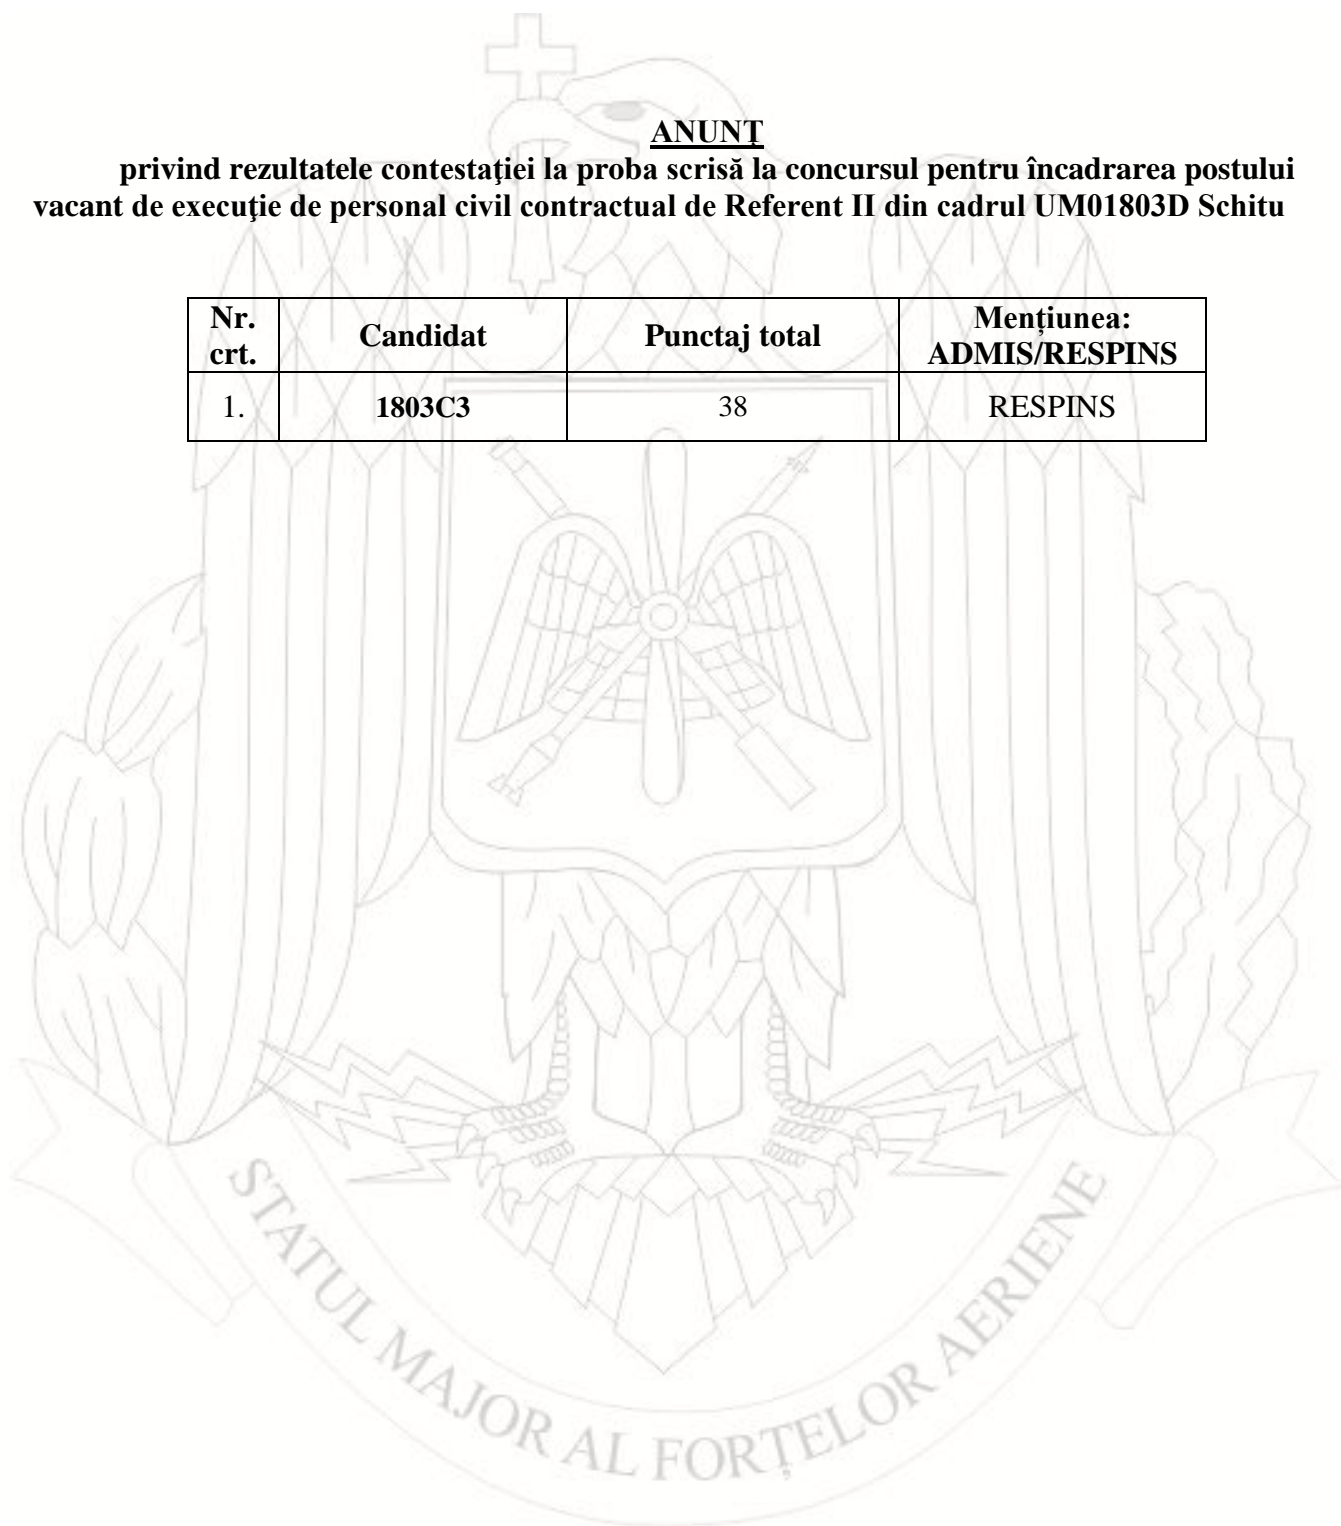 ANUNȚ
privind rezultatele contestaţiei la proba scrisă la concursul pentru încadrarea postului
vacant de execuţie de personal civil contractual de Referent II din cadrul UM01803D Schitu
Nr. crt. Candidat Punctaj total Mențiunea: ADMIS/RESPINS
1. 1803C3 38 RESPINS
STATUL MAJOR AL FORȚELOR AERIENE